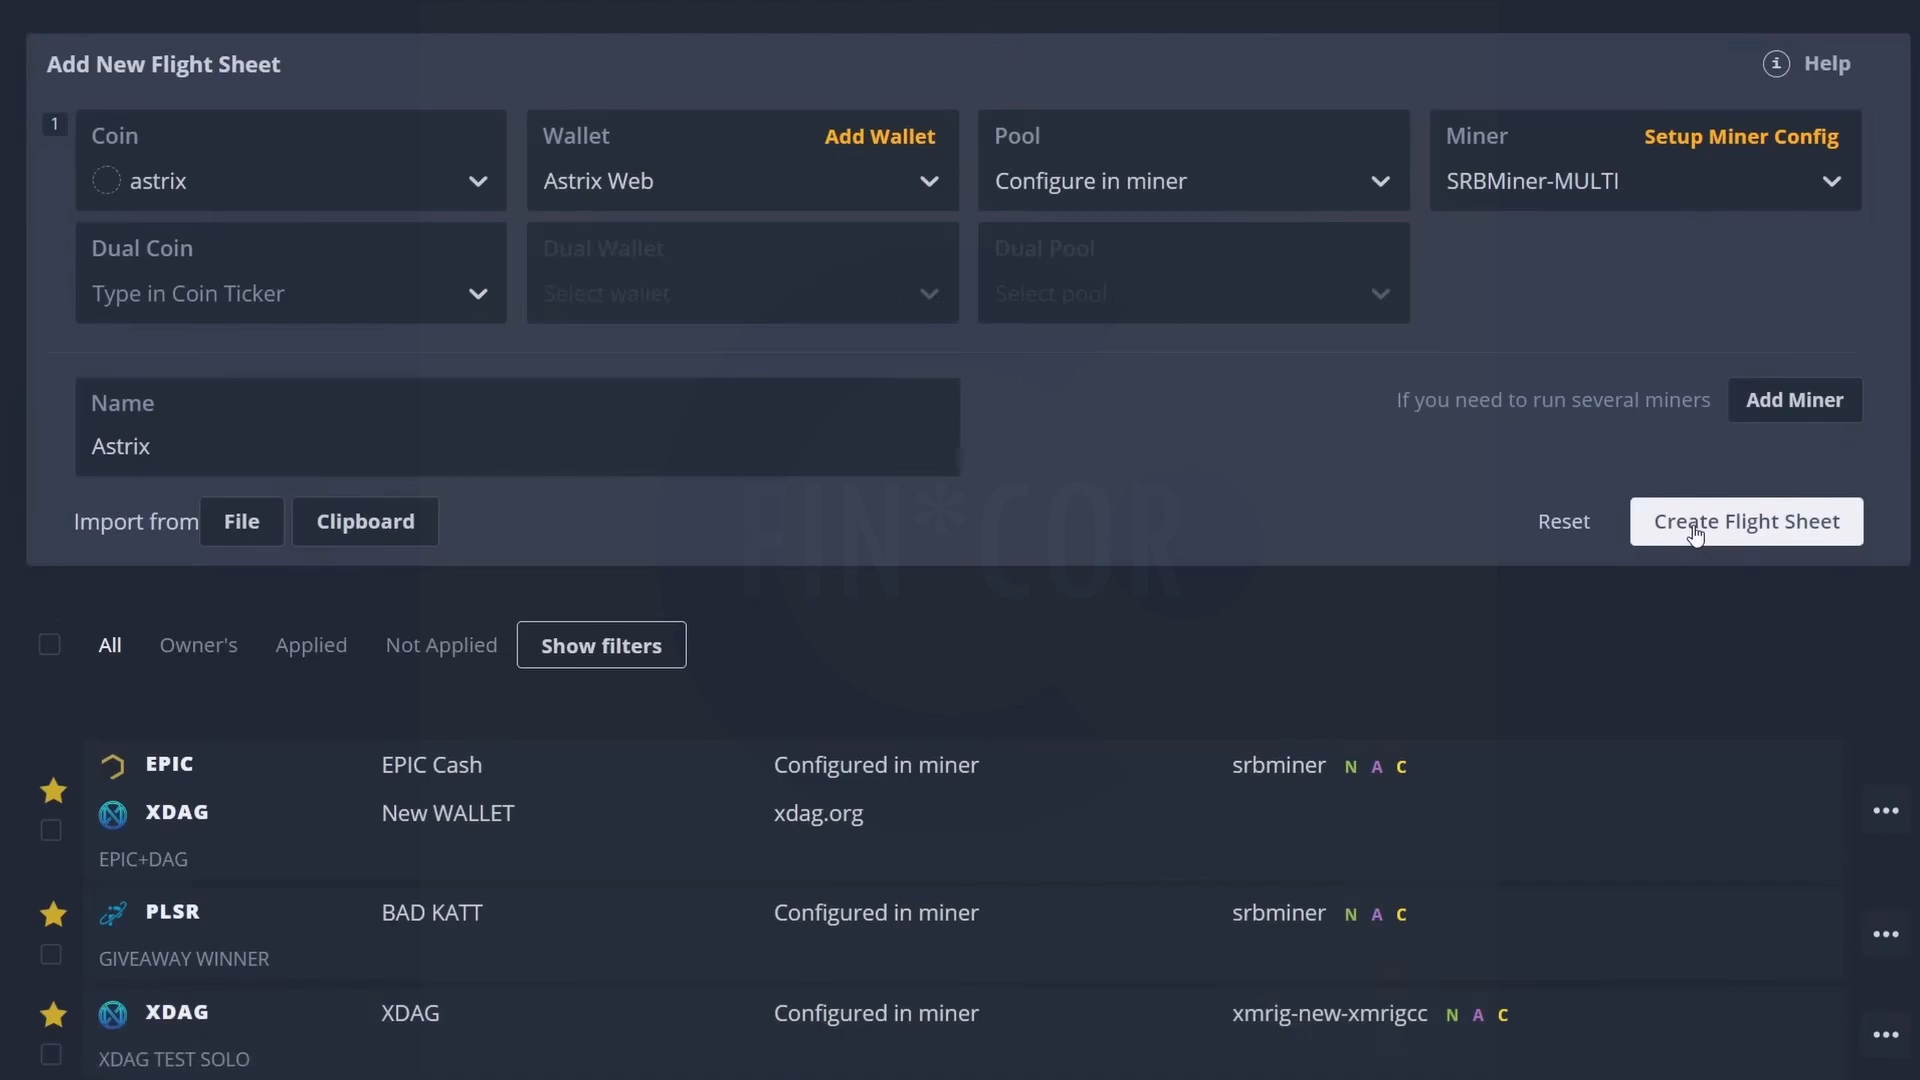 Add New Flight Sheet
Help
1
Coin
astrix
Wallet
Add Wallet
Astrix Web
Pool
Configure in miner
Miner
Setup Miner Config
SRBMiner-MULTI
Dual Coin
Type in Coin Ticker
Dual Wallet
Select wallet
Dual Pool
Select pool
Name
Astrix
If you need to run several miners
Add Miner
FIN*COR
Import from
File
Clipboard
Reset
Create Flight Sheet
All
Owner's
Applied
Not Applied
Show filters
EPIC
EPIC Cash
Configured in miner
srbminer N A C
XDAG
New WALLET
xdag.org
EPIC+DAG
PLSR
BAD KATT
Configured in miner
srbminer N A C
GIVEAWAY WINNER
XDAG
XDAG
Configured in miner
xmrig-new-xmrigcc N A C
XDAG TEST SOLO